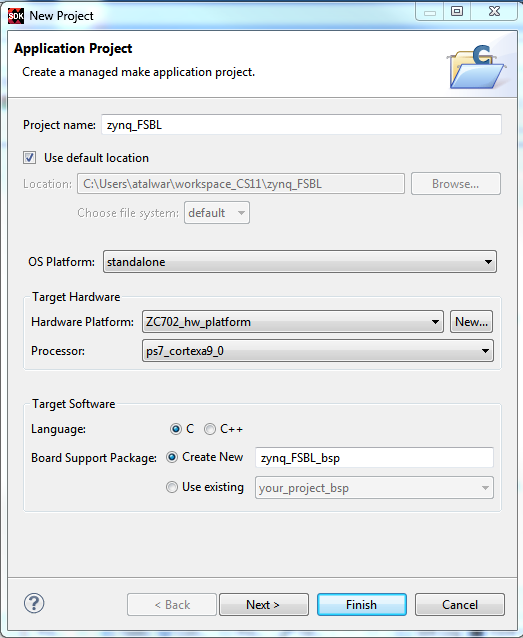 SDK New Project
Application Project
Create a managed make application project.
C
Project name: zynq_FSBL
Use default location
Location: C:\Users\atalwar\workspace_CS11\zynq_FSBL Browse...
Choose file system: default
OS Platform: standalone
Target Hardware
Hardware Platform: ZC702_hw_platform New...
Processor: ps7_cortexa9_0
Target Software
Language: C C++
Board Support Package: Create New zynq_FSBL_bsp
Use existing your_project_bsp
? < Back Next > Finish Cancel